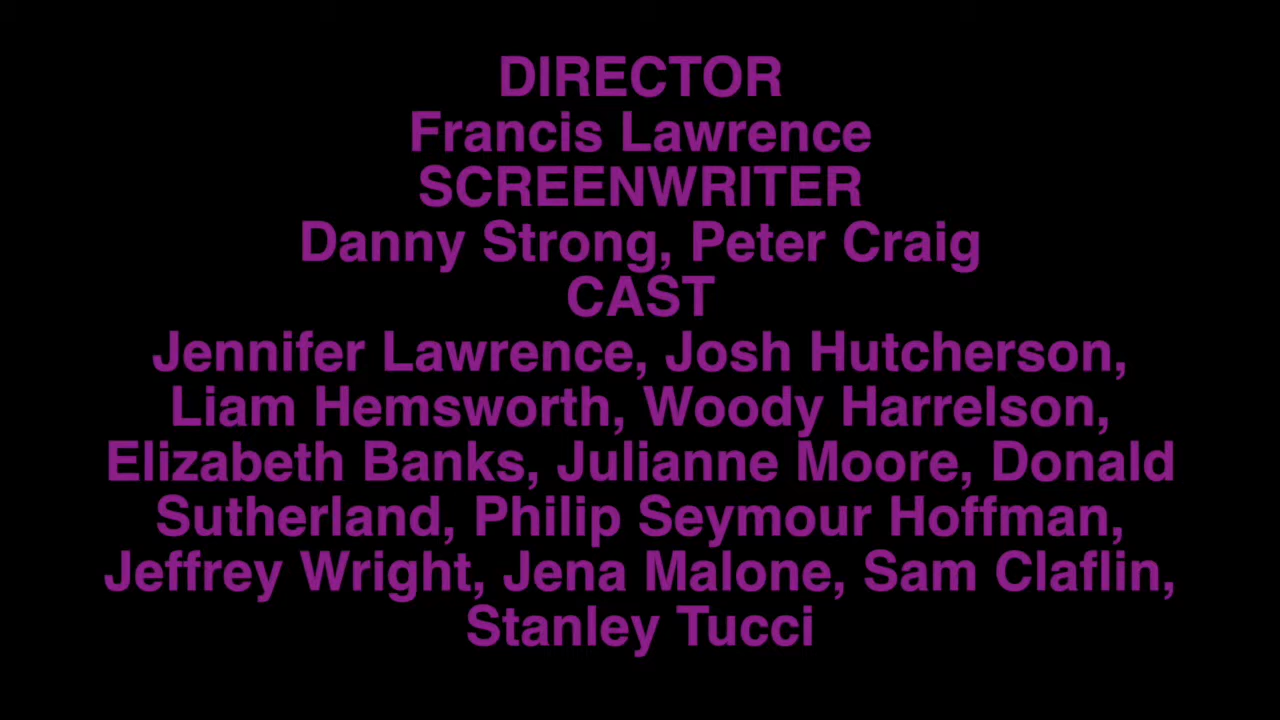 DIRECTOR
Francis Lawrence
SCREENWRITER
Danny Strong, Peter Craig
CAST
Jennifer Lawrence, Josh Hutcherson,
Liam Hemsworth, Woody Harrelson,
Elizabeth Banks, Julianne Moore, Donald
Sutherland, Philip Seymour Hoffman,
Jeffrey Wright, Jena Malone, Sam Claflin,
Stanley Tucci